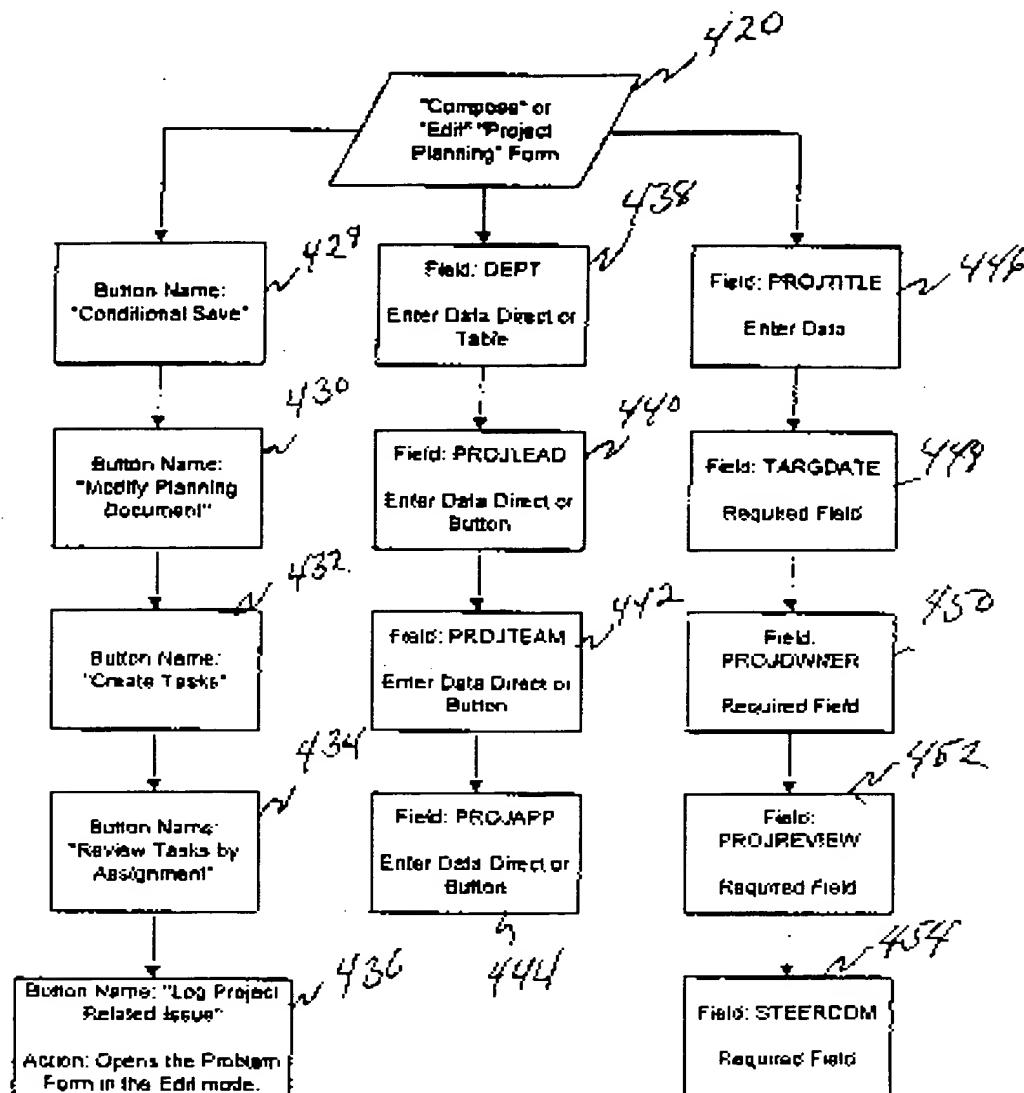 420
"Compose" or
"Edit" "Project
Planning" Form
Button Name:
"Conditional Save"
428
Button Name:
"Modify Planning
Document"
430
Button Name:
"Create Tasks"
432
Button Name:
"Review Tasks by
Assignment"
434
Button Name: "Log Project
Related Issue"
Action: Opens the Problem
Form in the Edit mode.
436
Field: DEPT
Enter Data Direct or
Table
438
Field: PROJLEAD
Enter Data Direct or
Button
440
Field: PROJTEAM
Enter Data Direct or
Button
442
Field: PROJAPP
Enter Data Direct or
Button
444
Field: PROJTITLE
Enter Data
446
Field: TARGDATE
Required Field
448
Field:
PROJOWNER
Required Field
450
Field:
PROJREVIEW
Required Field
452
Field: STEERCOM
Required Field
454